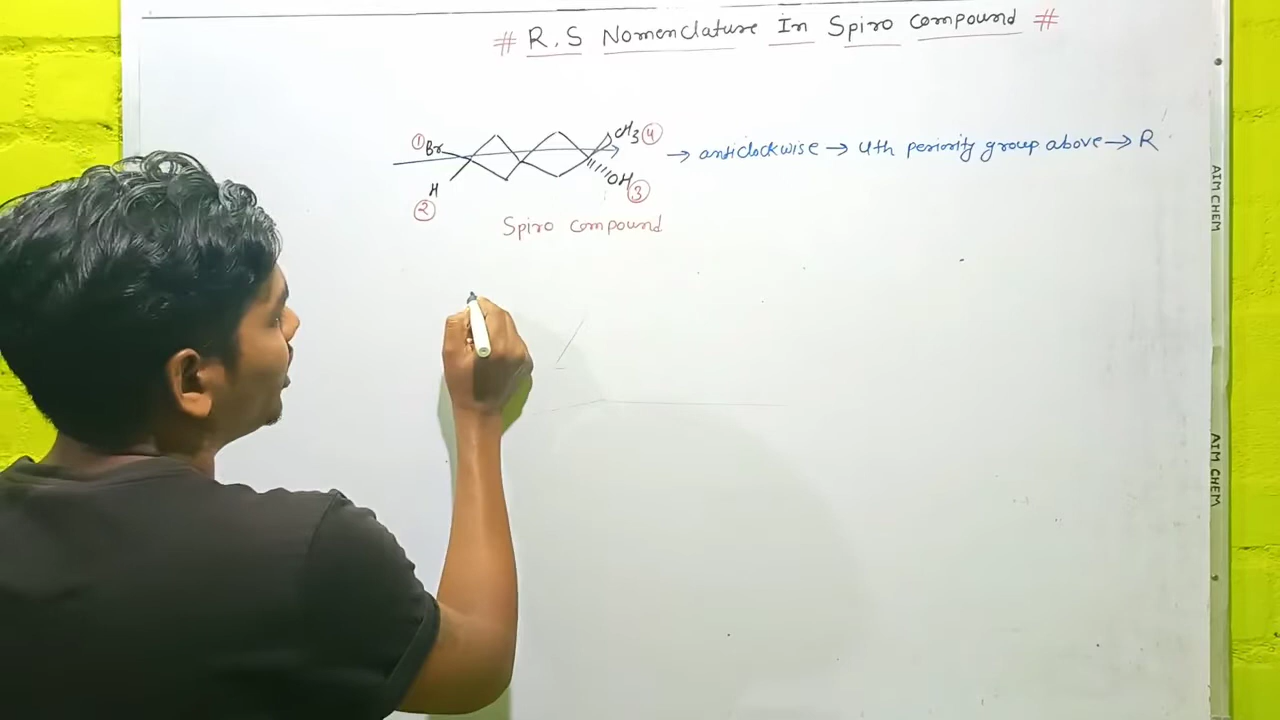 # R.S Nomenclature In Spiro Compound #
① Br CH3 ④
→ anticlockwise → 4th periority group above → R
H OH ③
②
Spiro compound
AIM CHEM
AIM CHEM